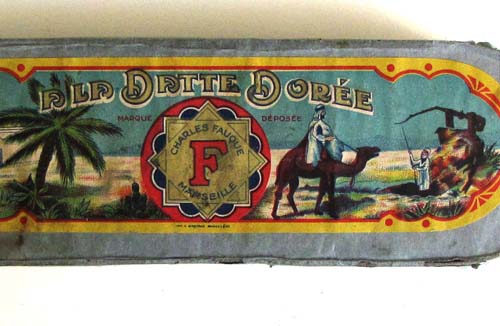 A LA DATTE DORÉE
MARQUE DÉPOSÉE
CHARLES FAUQUE
F
MARSEILLE